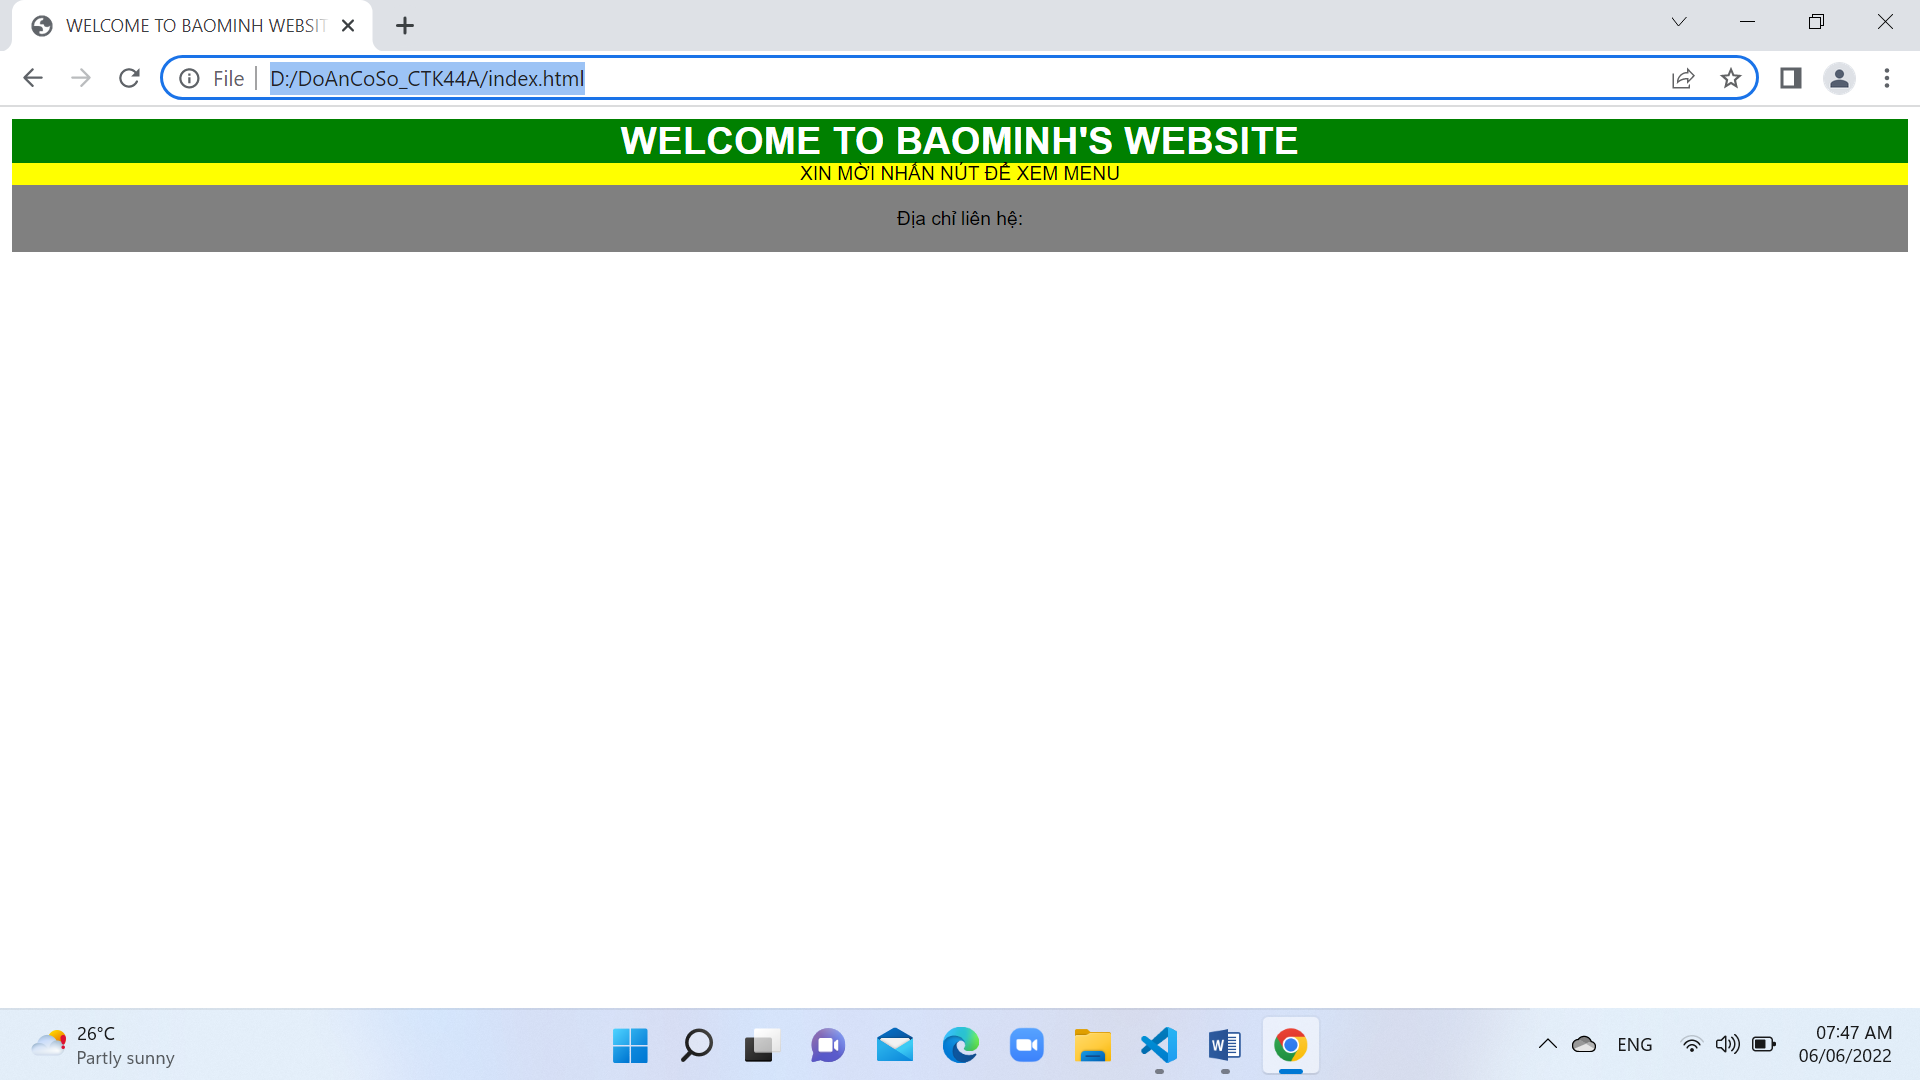 WELCOME TO BAOMINH WEBSIT
File
D:/DoAnCoSo_CTK44A/index.html
WELCOME TO BAOMINH'S WEBSITE
XIN MỜI NHẤN NÚT ĐỂ XEM MENU
Địa chỉ liên hệ:
26°C
Partly sunny
W
ENG
07:47 AM
06/06/2022